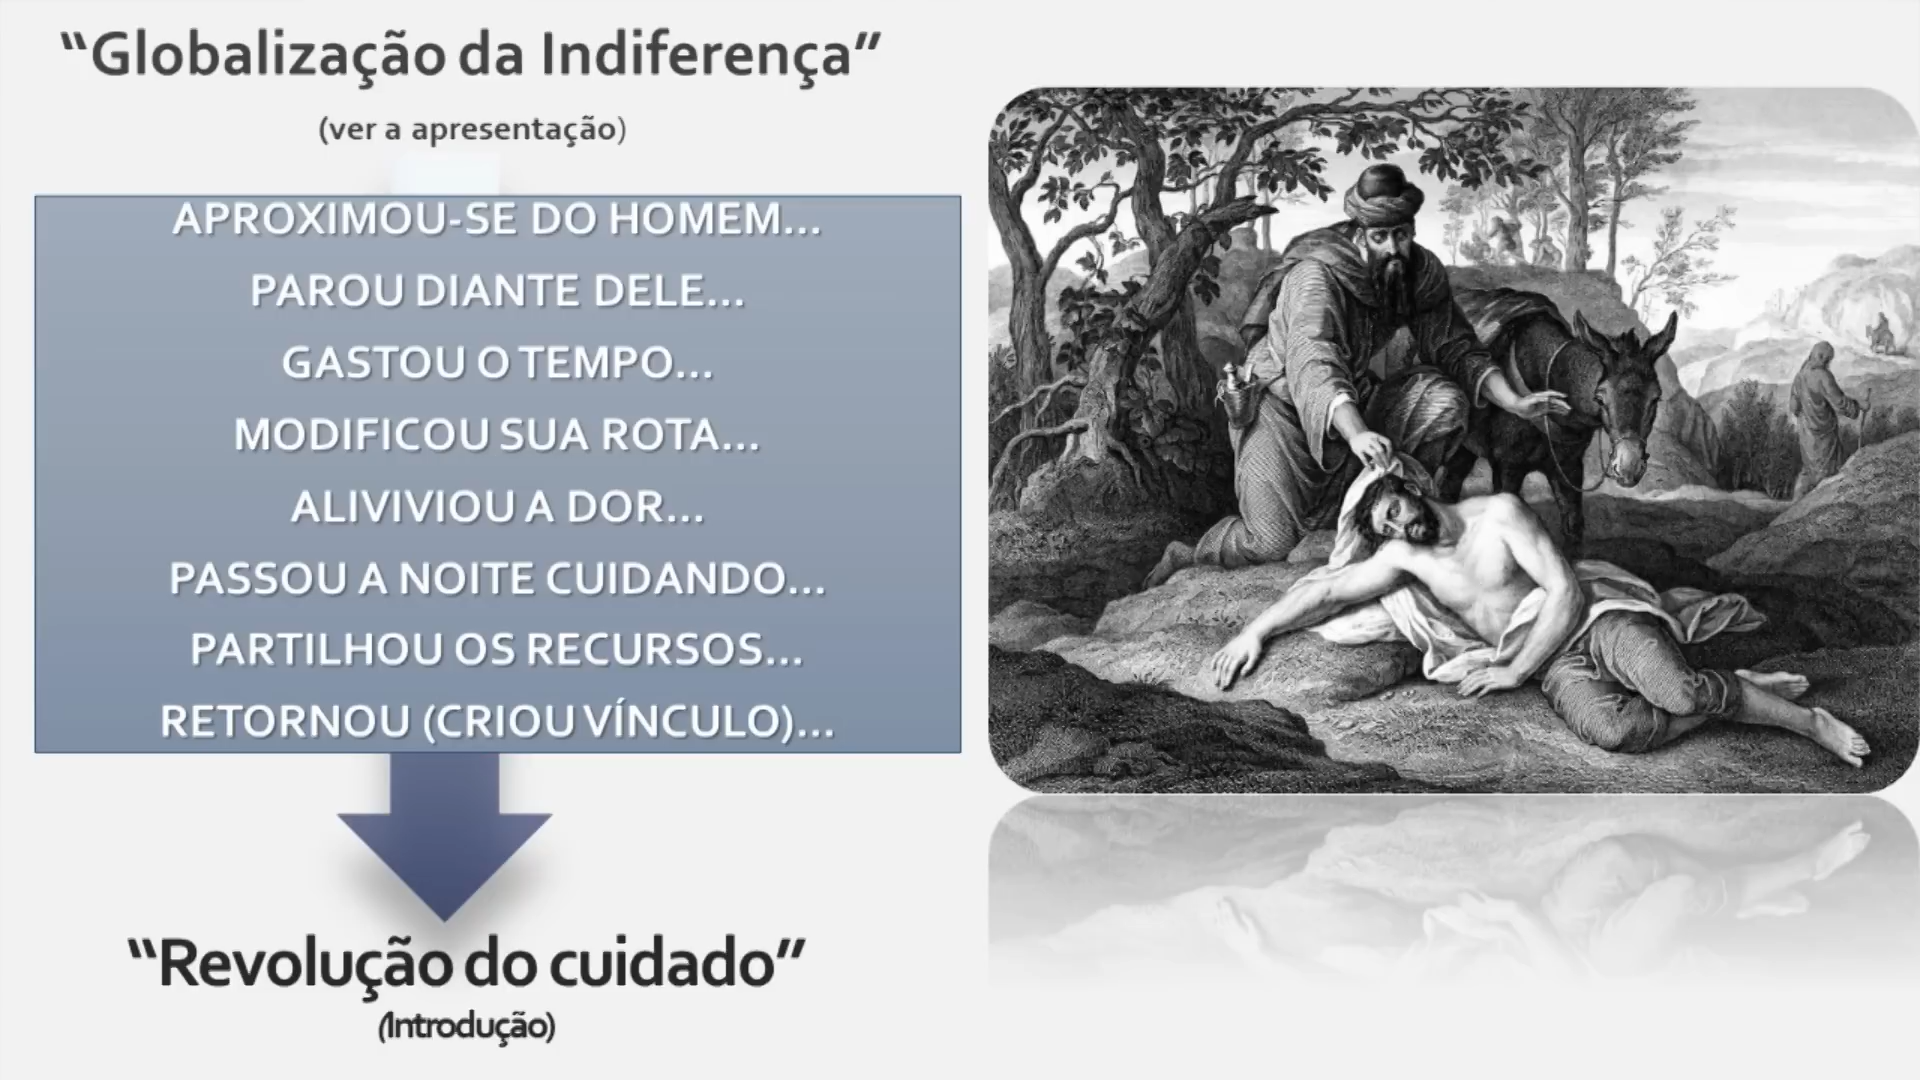 “Globalização da Indiferença”
(ver a apresentação)
APROXIMOU-SE DO HOMEM...
PAROU DIANTE DELE...
GASTOU O TEMPO...
MODIFICOU SUA ROTA...
ALIVIVIOU A DOR...
PASSOU A NOITE CUIDANDO...
PARTILHOU OS RECURSOS...
RETORNOU (CRIOU VÍNCULO)...
“Revolução do cuidado”
(Introdução)